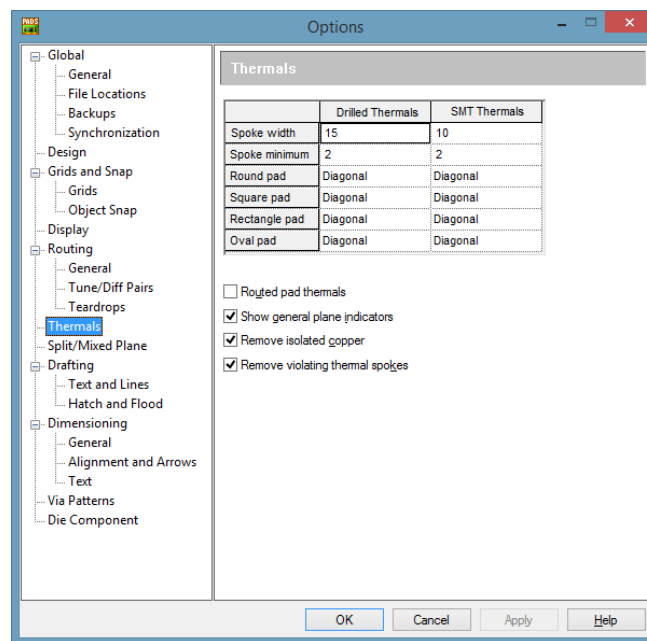 PADS
Options
Global
General
File Locations
Backups
Synchronization
Design
Grids and Snap
Grids
Object Snap
Display
Routing
General
Tune/Diff Pairs
Teardrops
Thermals
Split/Mixed Plane
Drafting
Text and Lines
Hatch and Flood
Dimensioning
General
Alignment and Arrows
Text
Via Patterns
Die Component
Thermals
Drilled Thermals SMT Thermals
Spoke width 15 10
Spoke minimum 2 2
Round pad Diagonal Diagonal
Square pad Diagonal Diagonal
Rectangle pad Diagonal Diagonal
Oval pad Diagonal Diagonal
Routed pad thermals
Show general plane indicators
Remove isolated copper
Remove violating thermal spokes
OK Cancel Apply Help